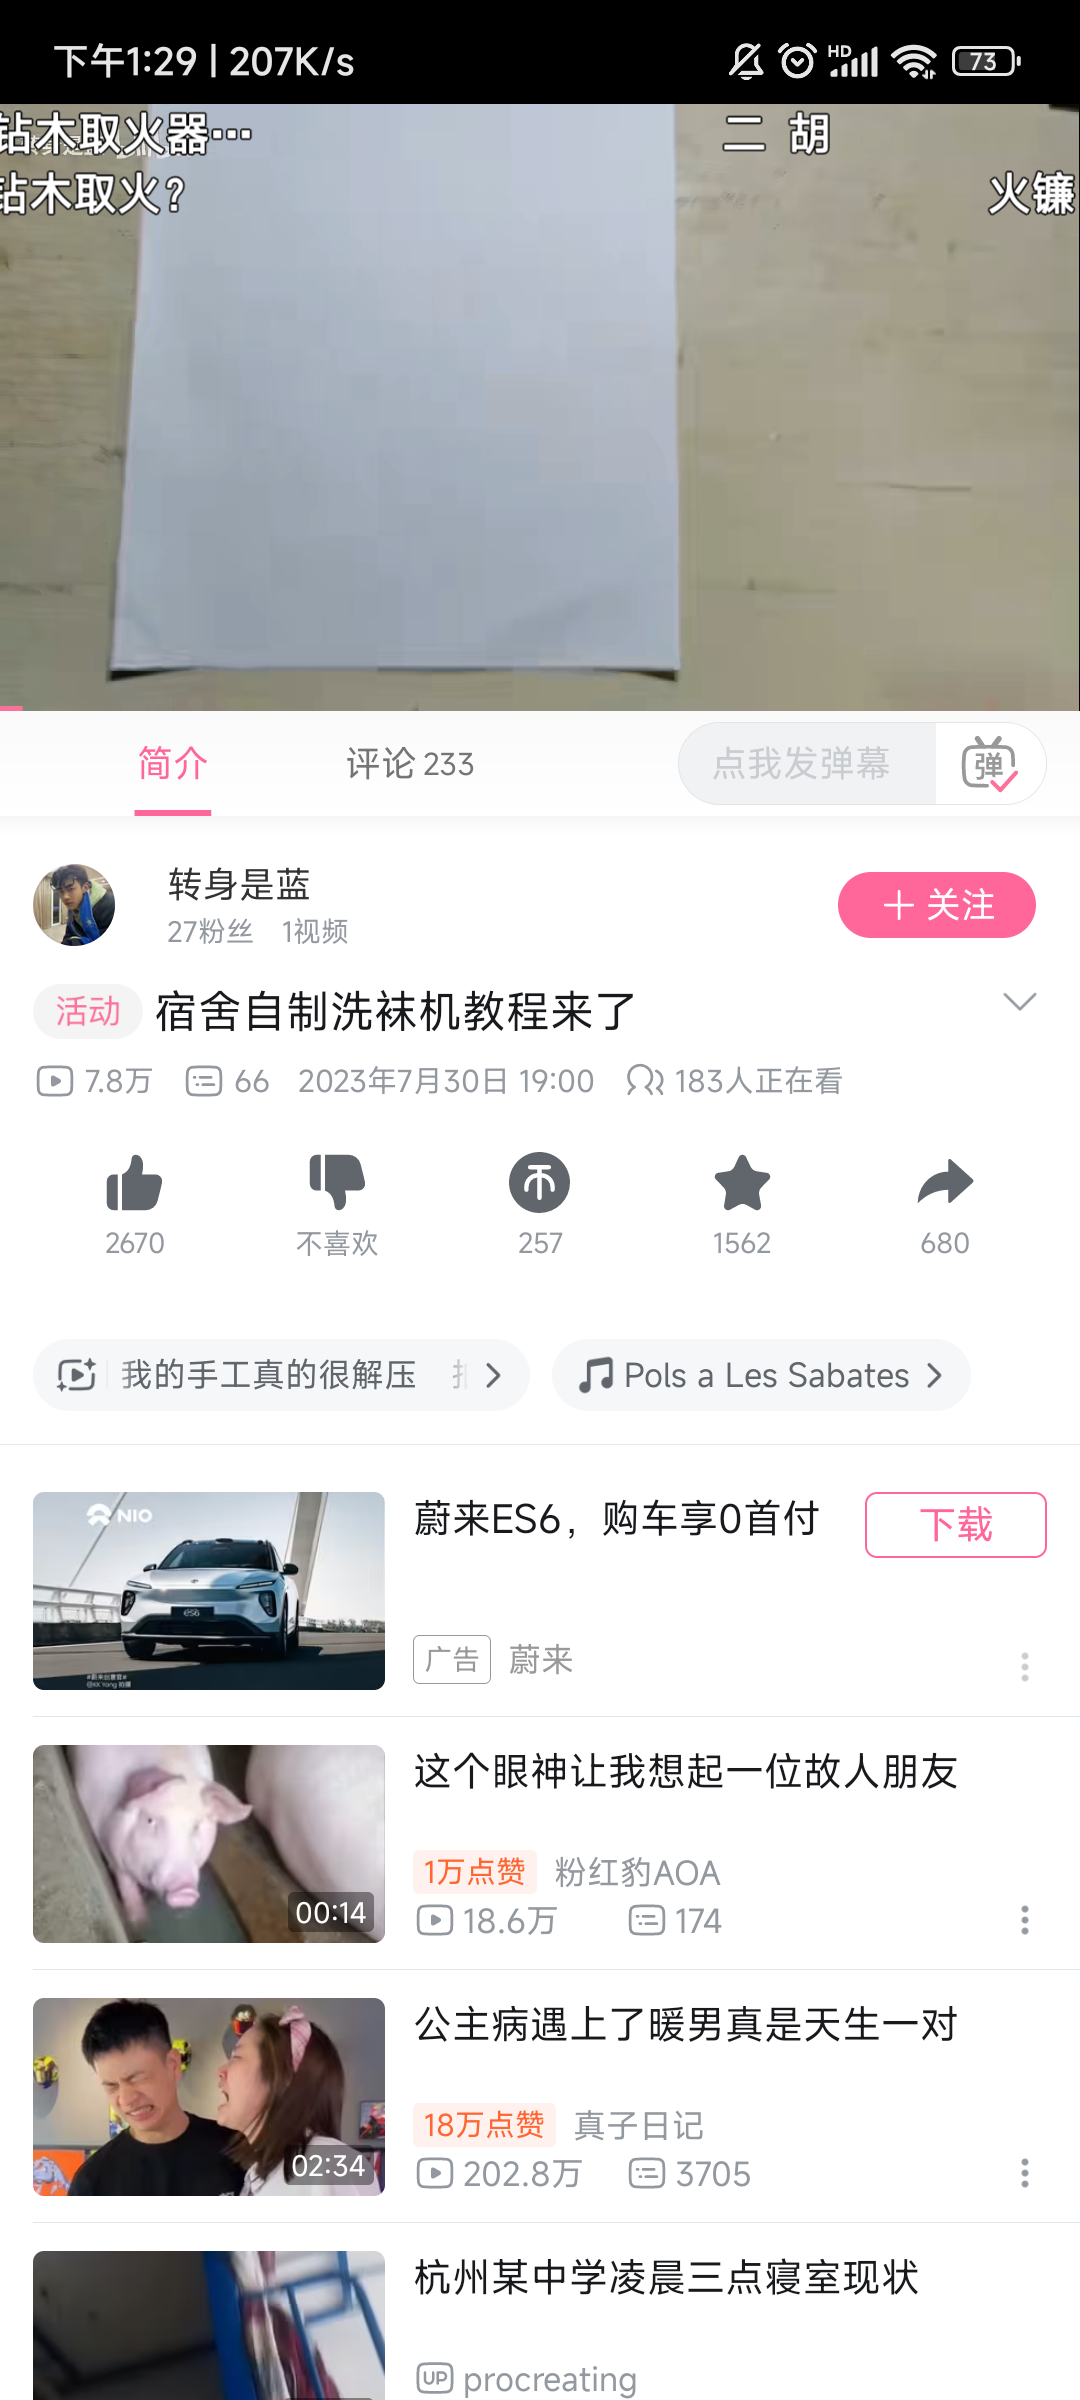 下午1:29 | 207K/s
HD
73
钻木取火器…
二 胡
钻木取火？
火镰
简介
评论 233
点我发弹幕
弹
转身是蓝
27粉丝 1视频
关注
活动 宿舍自制洗袜机教程来了
7.8万 66 2023年7月30日 19:00 183人正在看
2670
不喜欢
257
1562
680
我的手工真的很解压
Pols a Les Sabates
NIO
es6
蔚来ES6，购车享0首付
下载
广告 蔚来
这个眼神让我想起一位故人朋友
00:14
1万点赞 粉红豹AOA
18.6万 174
公主病遇上了暖男真是天生一对
02:34
18万点赞 真子日记
202.8万 3705
杭州某中学凌晨三点寝室现状
UP procreating